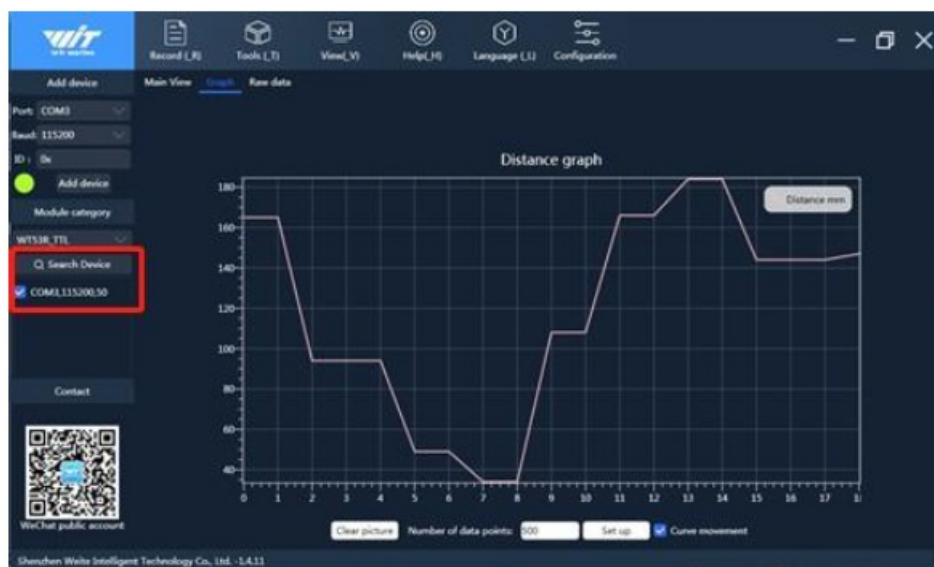 WiT
Record (_R)
Tools (_T)
View(_V)
Help(_H)
Language (_L)
Configuration
Add device
Main View
Graph
Raw data
Port:
COM3
Baud:
115200
ID :
0x
Add device
Module category
WT53R_TTL
Search Device
COM3,115200,50
Contact
WiT
WeChat public account
Distance graph
Distance mm
180
160
140
120
100
80
60
40
0 1 2 3 4 5 6 7 8 9 10 11 12 13 14 15 16 17
Clear picture
Number of data points:
500
Set up
Curve movement
Shenzhen Weite Intelligent Technology Co., Ltd. -1.4.11